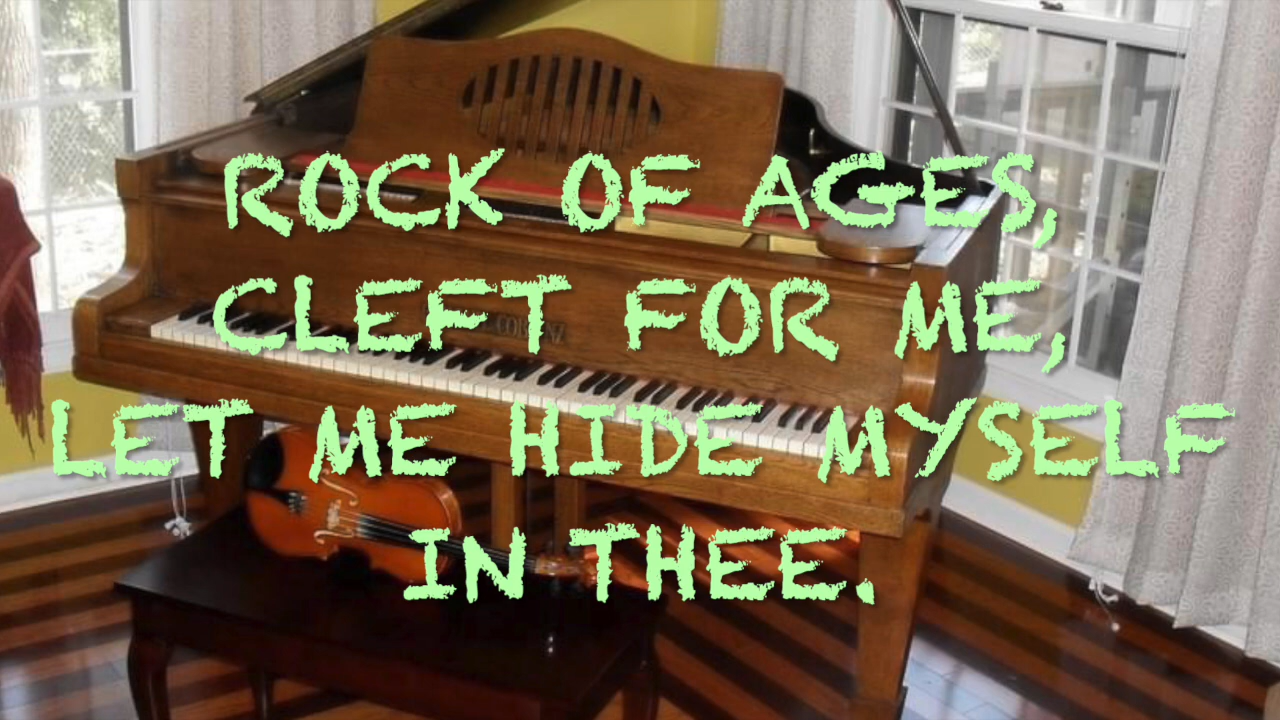 ROCK OF AGES,
CLEFT FOR ME,
LET ME HIDE MYSELF
IN THEE.